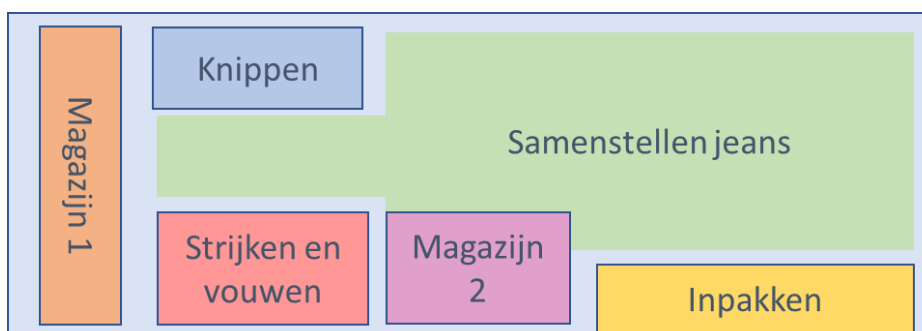 Magazijn 1
Knippen
Samenstellen jeans
Strijken en
vouwen
Magazijn
2
Inpakken